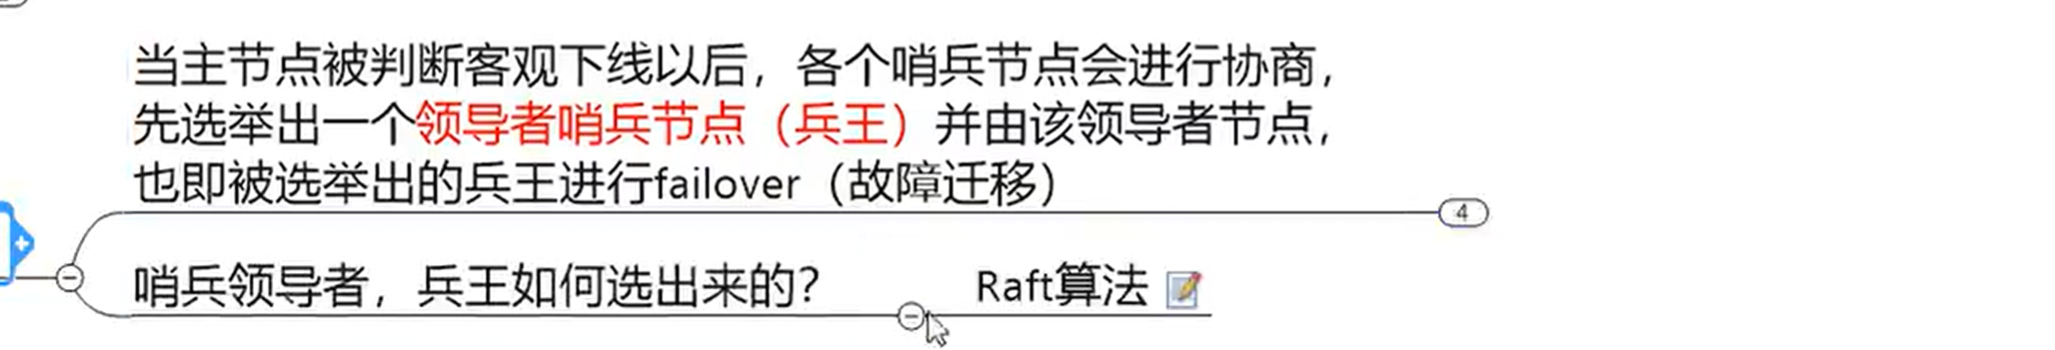 当主节点被判断客观下线以后，各个哨兵节点会进行协商，
先选举出一个领导者哨兵节点（兵王）并由该领导者节点，
也即被选举出的兵王进行failover（故障迁移）
4
哨兵领导者，兵王如何选出来的？
Raft算法